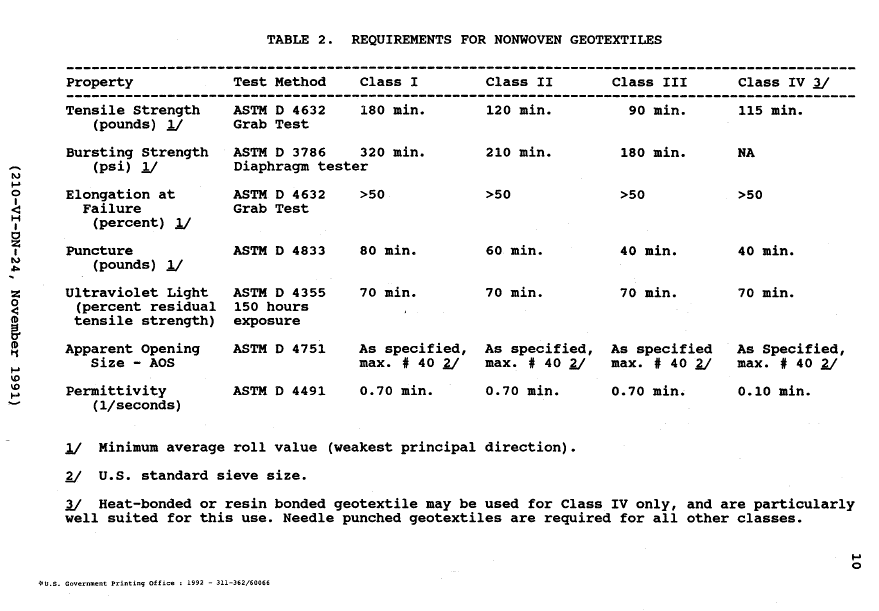 TABLE 2. REQUIREMENTS FOR NONWOVEN GEOTEXTILES
Property Test Method Class I Class II Class III Class IV 3/
Tensile Strength ASTM D 4632 180 min. 120 min. 90 min. 115 min.
(pounds) 1/ Grab Test
Bursting Strength ASTM D 3786 320 min. 210 min. 180 min. NA
(psi) 1/ Diaphragm tester
Elongation at ASTM D 4632 >50 >50 >50 >50
Failure Grab Test
(percent) 1/
Puncture ASTM D 4833 80 min. 60 min. 40 min. 40 min.
(pounds) 1/
Ultraviolet Light ASTM D 4355 70 min. 70 min. 70 min. 70 min.
(percent residual 150 hours
tensile strength) exposure
Apparent Opening ASTM D 4751 As specified, As specified, As specified As Specified,
Size - AOS max. # 40 2/ max. # 40 2/ max. # 40 2/ max. # 40 2/
Permittivity ASTM D 4491 0.70 min. 0.70 min. 0.70 min. 0.10 min.
(1/seconds)
1/ Minimum average roll value (weakest principal direction).
2/ U.S. standard sieve size.
3/ Heat-bonded or resin bonded geotextile may be used for Class IV only, and are particularly
well suited for this use. Needle punched geotextiles are required for all other classes.
(210-VI-DN-24, November 1991)
10
*U.S. Government Printing Office : 1992 - 311-362/60066